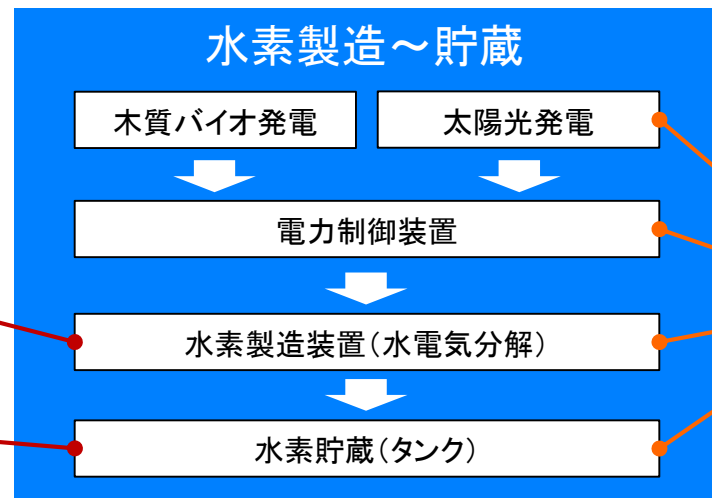 水素製造～貯蔵
木質バイオ発電
太陽光発電
電力制御装置
水素製造装置（水電気分解）
水素貯蔵（タンク）